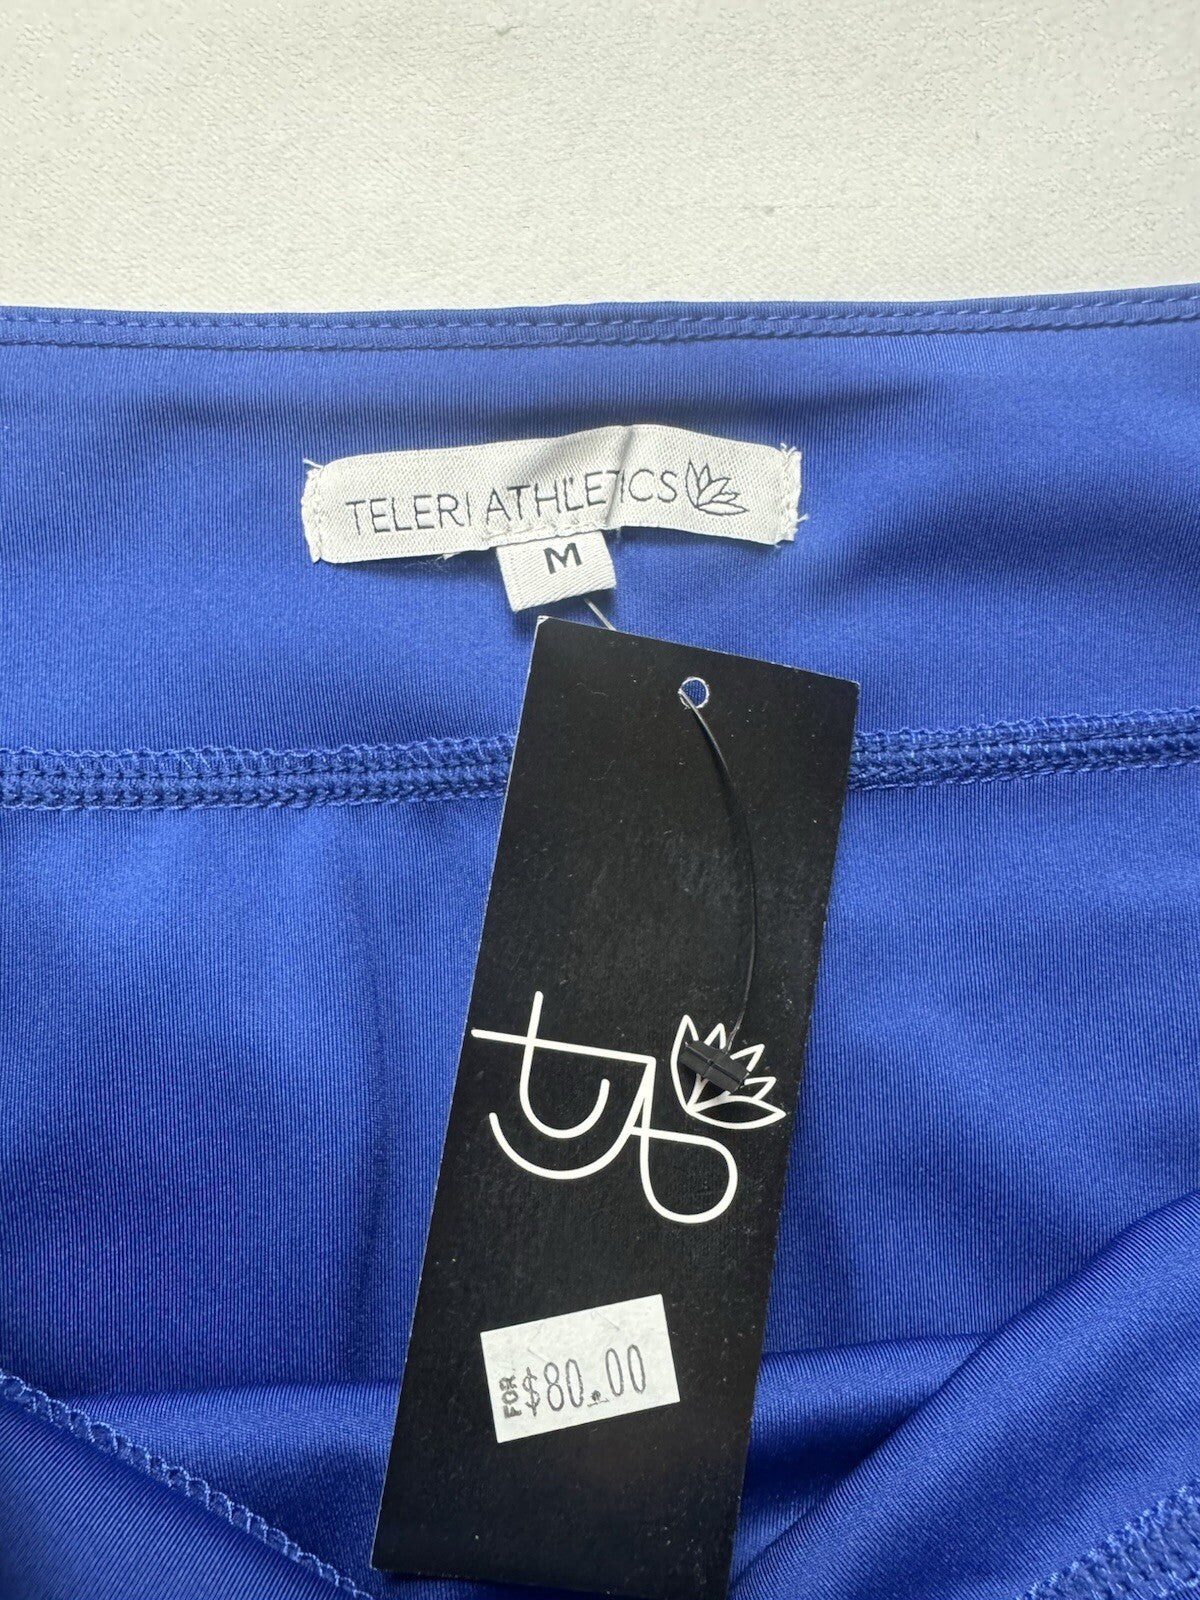 TELERI ATHLETICS
M
FOR $80.00